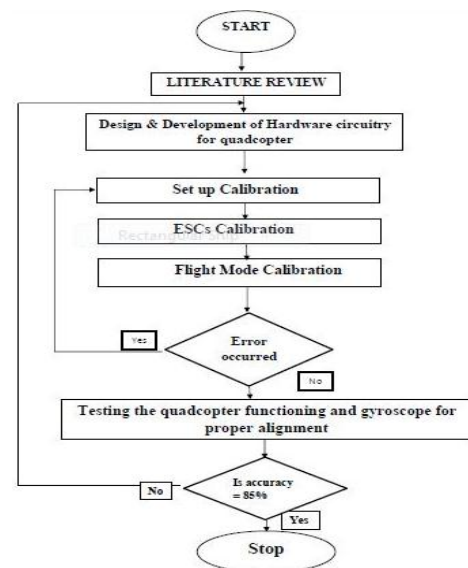 START
LITERATURE REVIEW
Design & Development of Hardware circuitry
for quadcopter
Set up Calibration
ESCs Calibration
Flight Mode Calibration
Yes
Error
occurred
No
Testing the quadcopter functioning and gyroscope for
proper alignment
No
Is accuracy
= 85%
Yes
Stop